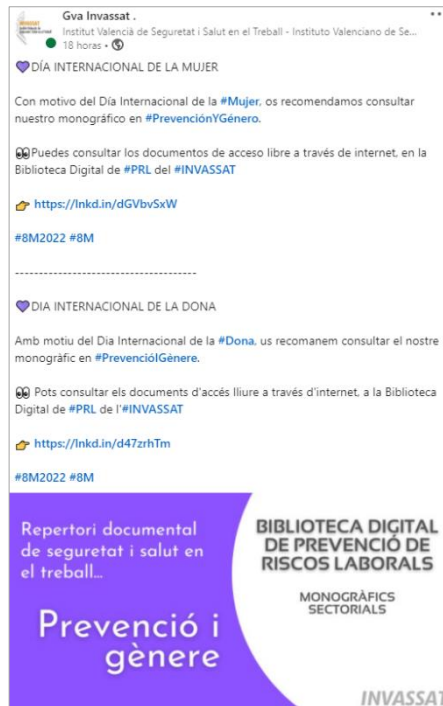 Gva Invassat .
Institut Valencià de Seguretat i Salut en el Treball - Instituto Valenciano de Se...
18 horas •
💜DÍA INTERNACIONAL DE LA MUJER
Con motivo del Día Internacional de la #Mujer, os recomendamos consultar
nuestro monográfico en #PrevenciónYGénero.
👀Puedes consultar los documentos de acceso libre a través de internet, en la
Biblioteca Digital de #PRL del #INVASSAT
👉 https://lnkd.in/dGVbvSxW
#8M2022 #8M
-------------------------------------
💜DIA INTERNACIONAL DE LA DONA
Amb motiu del Dia Internacional de la #Dona, us recomanem consultar el nostre
monogràfic en #PrevencióIGènere.
👀 Pots consultar els documents d'accés lliure a través d'internet, a la Biblioteca
Digital de #PRL de l'#INVASSAT
👉 https://lnkd.in/d47zrhTm
#8M2022 #8M
Repertori documental
de seguretat i salut en
el treball...
Prevenció i
gènere
BIBLIOTECA DIGITAL
DE PREVENCIÓ DE
RISCOS LABORALS
MONOGRÀFICS
SECTORIALS
INVASSAT